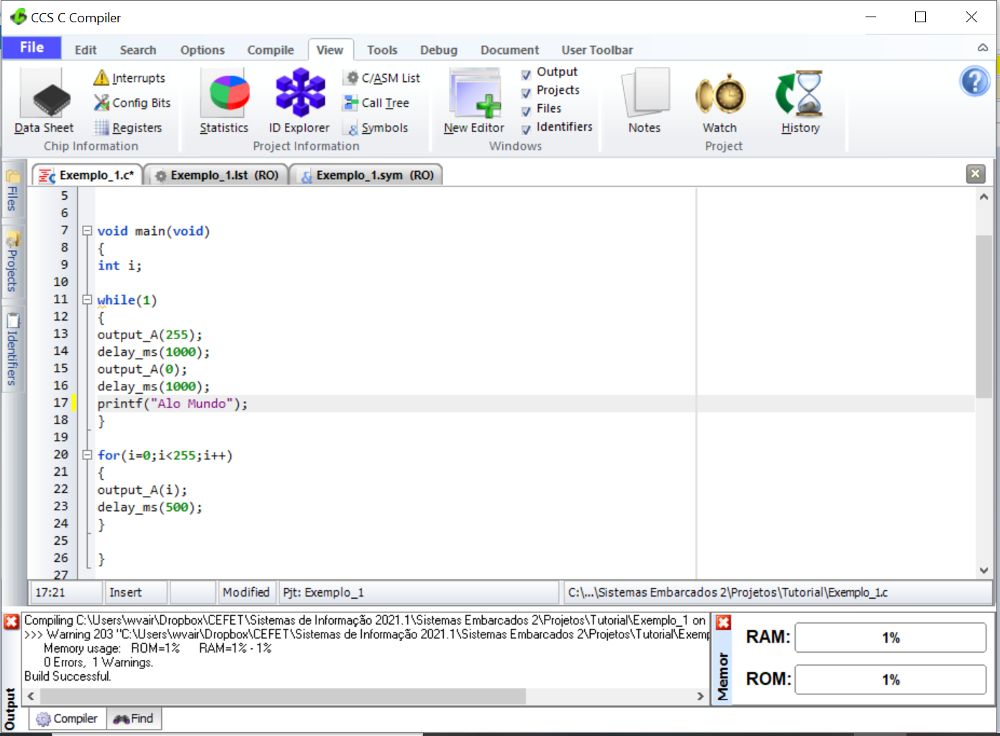 CCS C Compiler
File Edit Search Options Compile View Tools Debug Document User Toolbar
Data Sheet
Interrupts
Config Bits
Registers
Chip Information
Statistics
ID Explorer
C/ASM List
Call Tree
Symbols
Project Information
New Editor
Output
Projects
Files
Identifiers
Windows
Notes
Watch
History
Project
Files
Projects
Identifiers
Exemplo_1.c* Exemplo_1.lst (RO) Exemplo_1.sym (RO)
5
6
7 void main(void)
8 {
9 int i;
10
11 while(1)
12 {
13 output_A(255);
14 delay_ms(1000);
15 output_A(0);
16 delay_ms(1000);
17 printf("Alo Mundo");
18 }
19
20 for(i=0;i<255;i++)
21 {
22 output_A(i);
23 delay_ms(500);
24 }
25
26 }
27
17:21 Insert Modified Pjt: Exemplo_1 C:\...\Sistemas Embarcados 2\Projetos\Tutorial\Exemplo_1.c
Output
Compiling C:\Users\wvair\Dropbox\CEFET\Sistemas de Informação 2021.1\Sistemas Embarcados 2\Projetos\Tutorial\Exemplo_1 on
>>> Warning 203 "C:\Users\wvair\Dropbox\CEFET\Sistemas de Informação 2021.1\Sistemas Embarcados 2\Projetos\Tutorial\Exemp
Memory usage: ROM=1% RAM=1% - 1%
0 Errors, 1 Warnings.
Build Successful.
Compiler Find
Memor
RAM: 1%
ROM: 1%